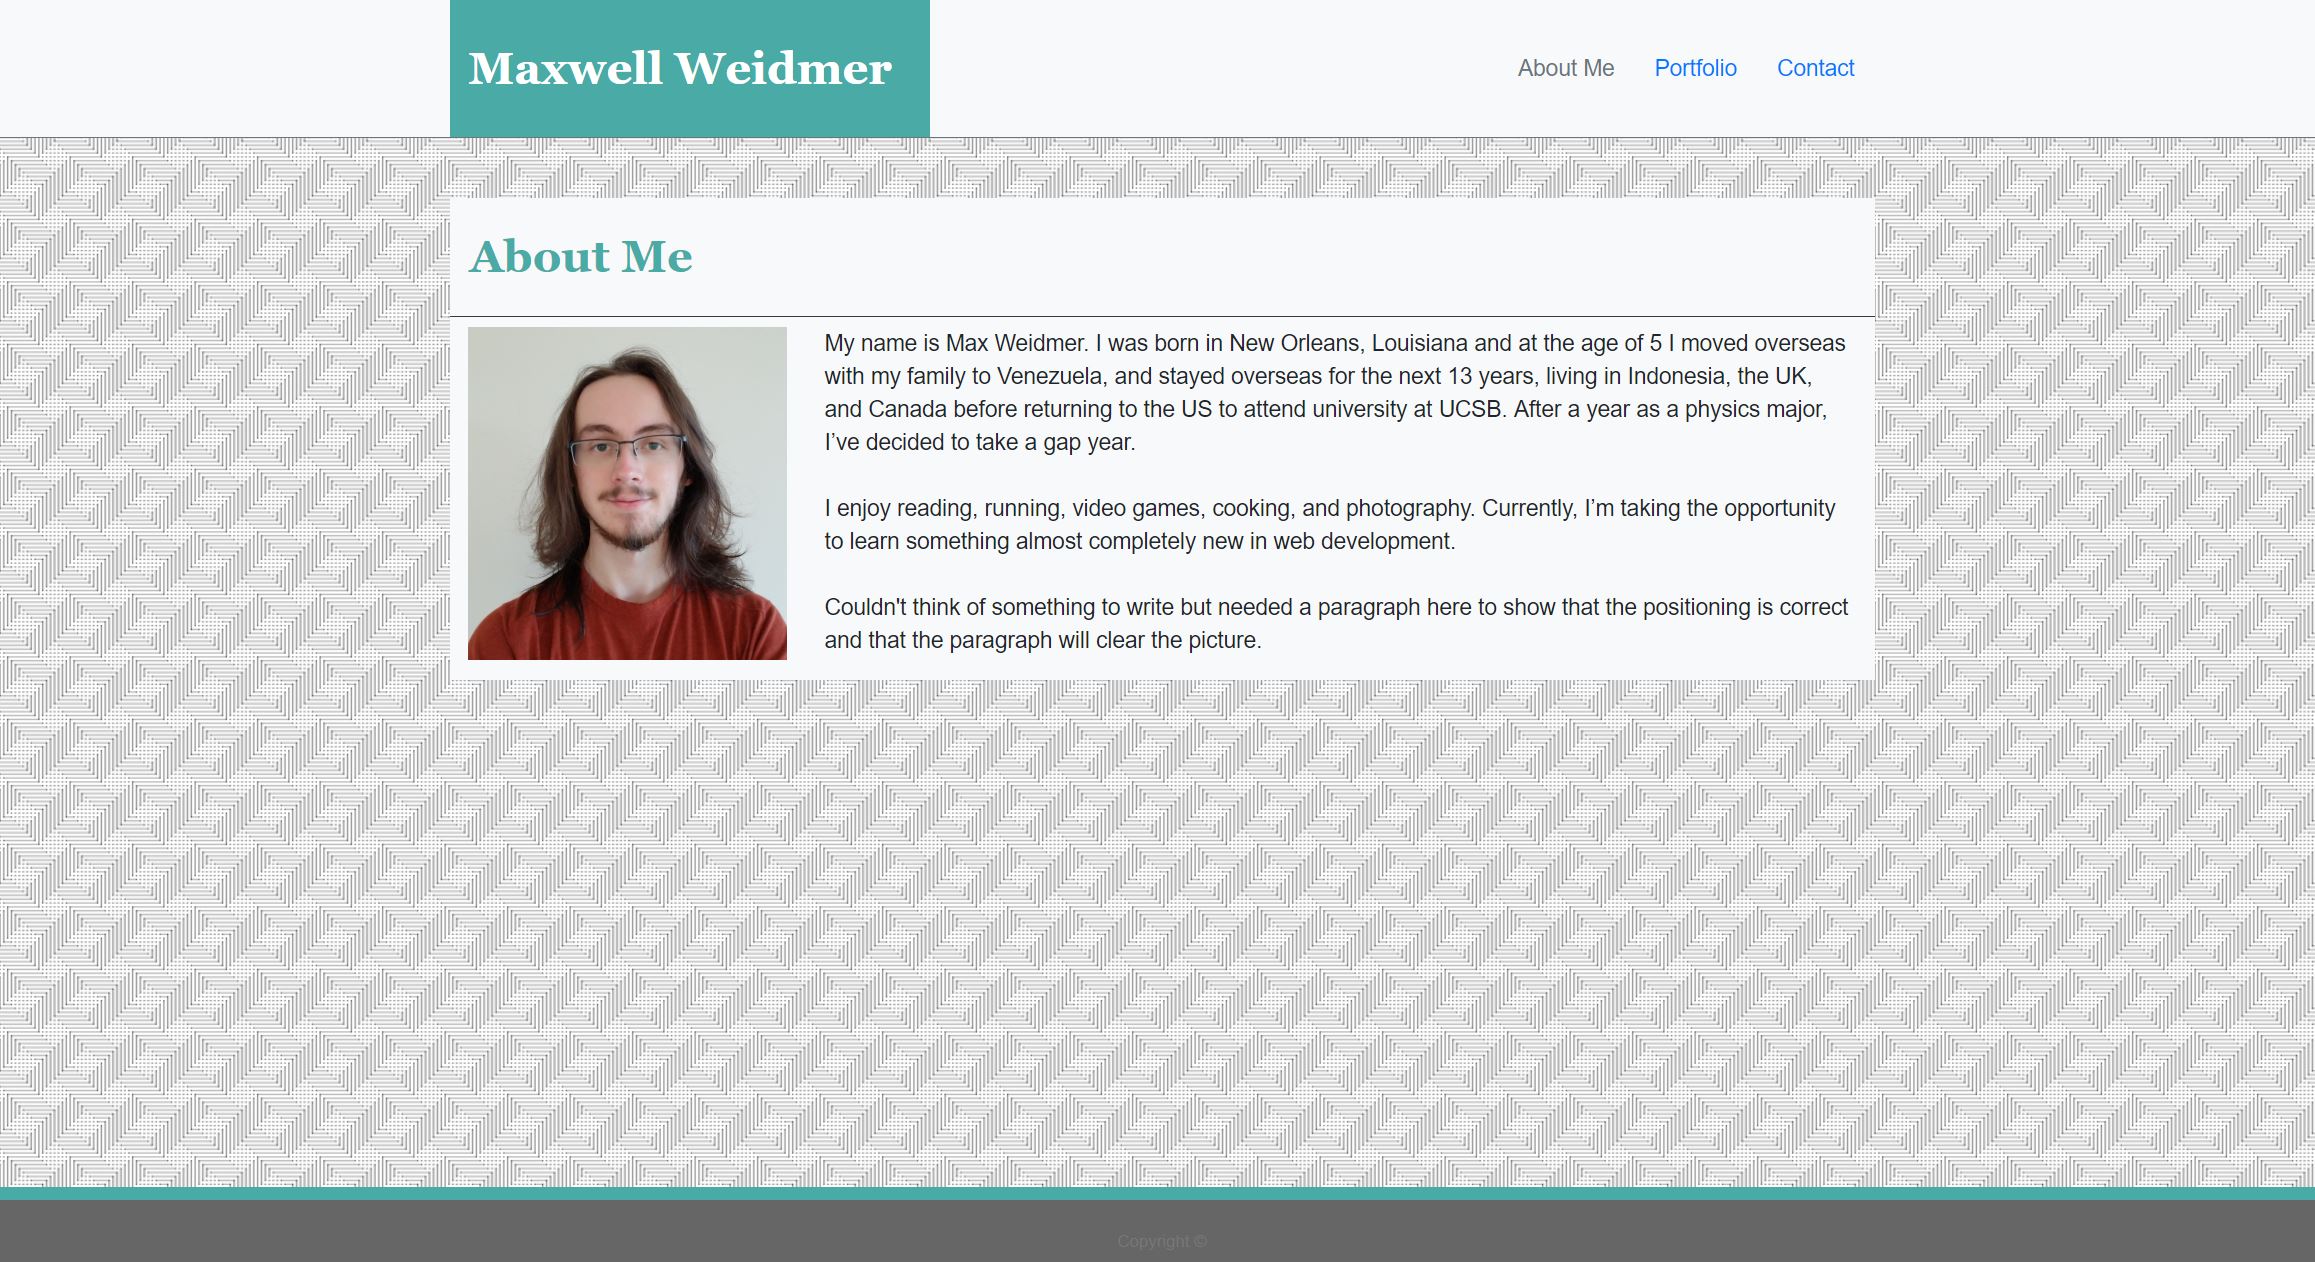 Maxwell Weidmer
About Me
Portfolio
Contact
About Me
My name is Max Weidmer. I was born in New Orleans, Louisiana and at the age of 5 I moved overseas
with my family to Venezuela, and stayed overseas for the next 13 years, living in Indonesia, the UK,
and Canada before returning to the US to attend university at UCSB. After a year as a physics major,
I’ve decided to take a gap year.
I enjoy reading, running, video games, cooking, and photography. Currently, I’m taking the opportunity
to learn something almost completely new in web development.
Couldn't think of something to write but needed a paragraph here to show that the positioning is correct
and that the paragraph will clear the picture.
Copyright ©